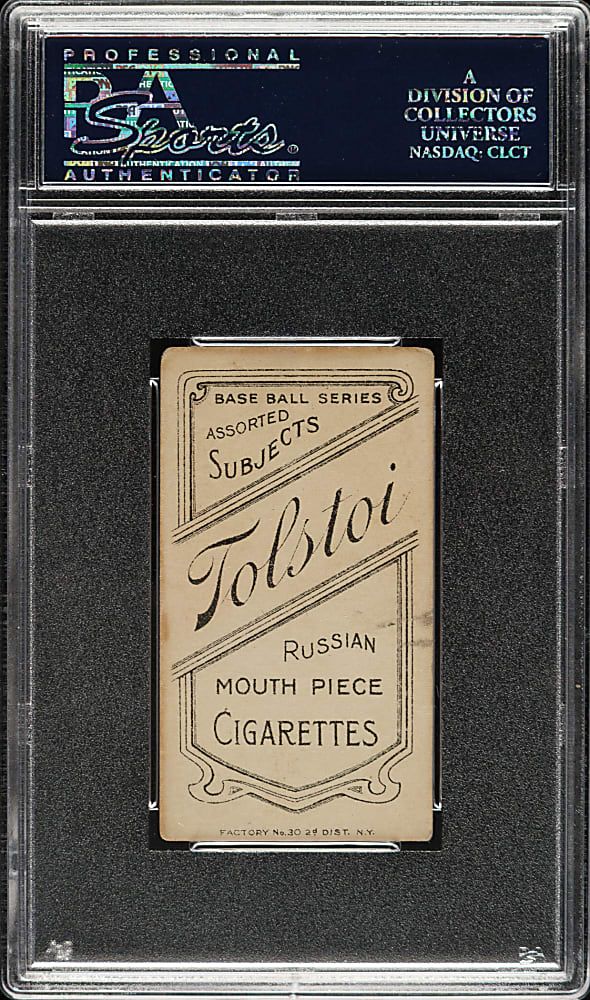 PROFESSIONAL
PSA
Sports®
AUTHENTICATOR
A
DIVISION OF
COLLECTORS
UNIVERSE
NASDAQ: CLCT
BASE BALL SERIES
ASSORTED
SUBJECTS
Tolstoi
RUSSIAN
MOUTH PIECE
CIGARETTES
FACTORY No. 30 2d DIST. N.Y.